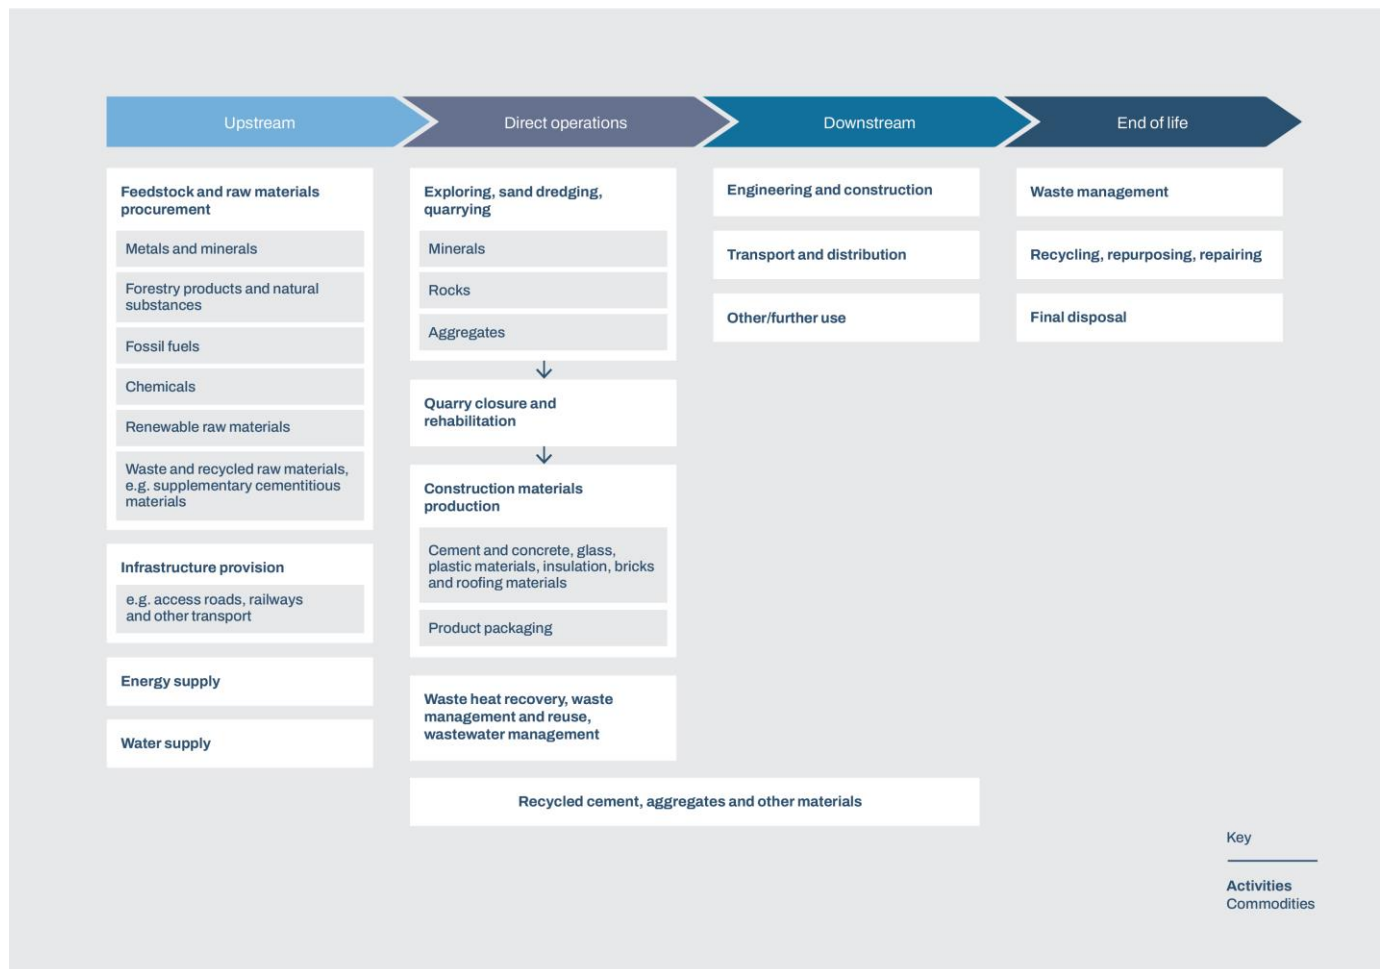 Upstream
Direct operations
Downstream
End of life
Feedstock and raw materials
procurement
Metals and minerals
Forestry products and natural
substances
Fossil fuels
Chemicals
Renewable raw materials
Waste and recycled raw materials,
e.g. supplementary cementitious
materials
Infrastructure provision
e.g. access roads, railways
and other transport
Energy supply
Water supply
Exploring, sand dredging,
quarrying
Minerals
Rocks
Aggregates
Quarry closure and
rehabilitation
Construction materials
production
Cement and concrete, glass,
plastic materials, insulation, bricks
and roofing materials
Product packaging
Waste heat recovery, waste
management and reuse,
wastewater management
Recycled cement, aggregates and other materials
Engineering and construction
Transport and distribution
Other/further use
Waste management
Recycling, repurposing, repairing
Final disposal
Key
Activities
Commodities